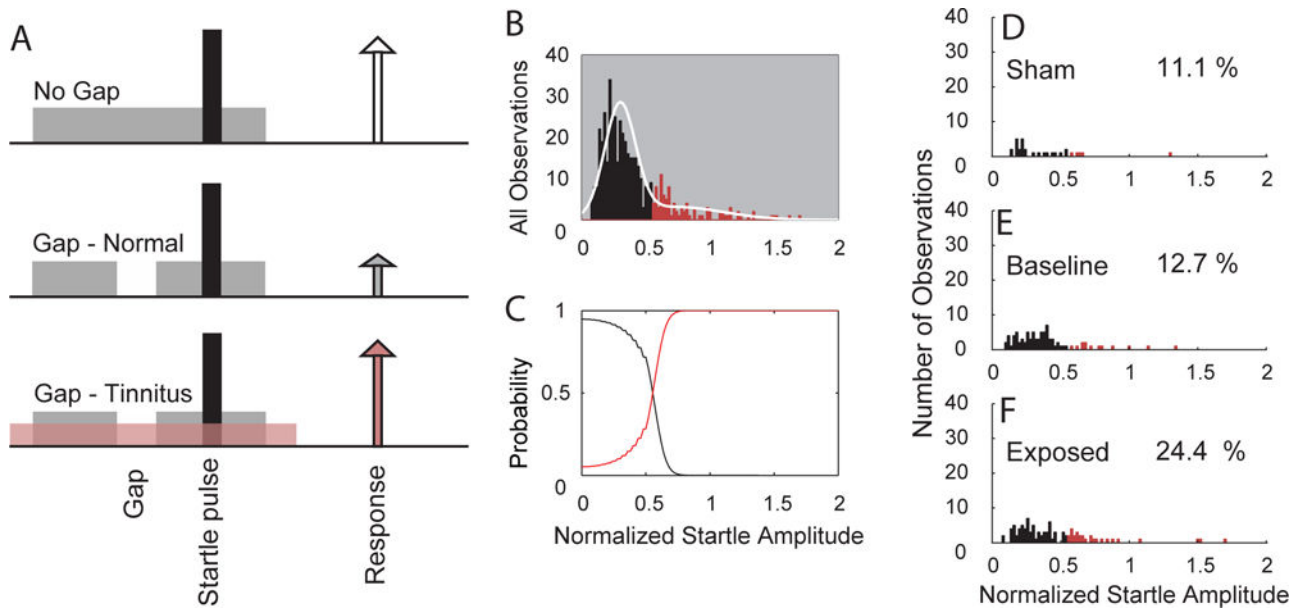 A
No Gap
Gap - Normal
Gap - Tinnitus
Gap
Startle pulse
Response
B
All Observations
40
30
20
10
0
0 0.5 1 1.5 2
C
Probability
1
0.5
0
0 0.5 1 1.5 2
Normalized Startle Amplitude
Number of Observations
D
40
30
20
10
0
Sham 11.1 %
0 0.5 1 1.5 2
E
40
30
20
10
0
Baseline 12.7 %
0 0.5 1 1.5 2
F
40
30
20
10
0
Exposed 24.4 %
0 0.5 1 1.5 2
Normalized Startle Amplitude